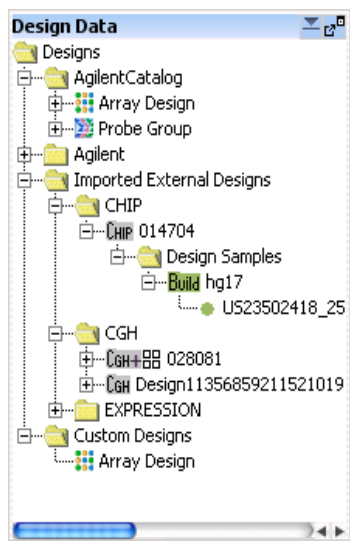 Design Data
Designs
AgilentCatalog
Array Design
Probe Group
Agilent
Imported External Designs
CHIP
CHIP 014704
Design Samples
Build hg17
US23502418_25
CGH
CGH+ 028081
CGH Design11356859211521019
EXPRESSION
Custom Designs
Array Design